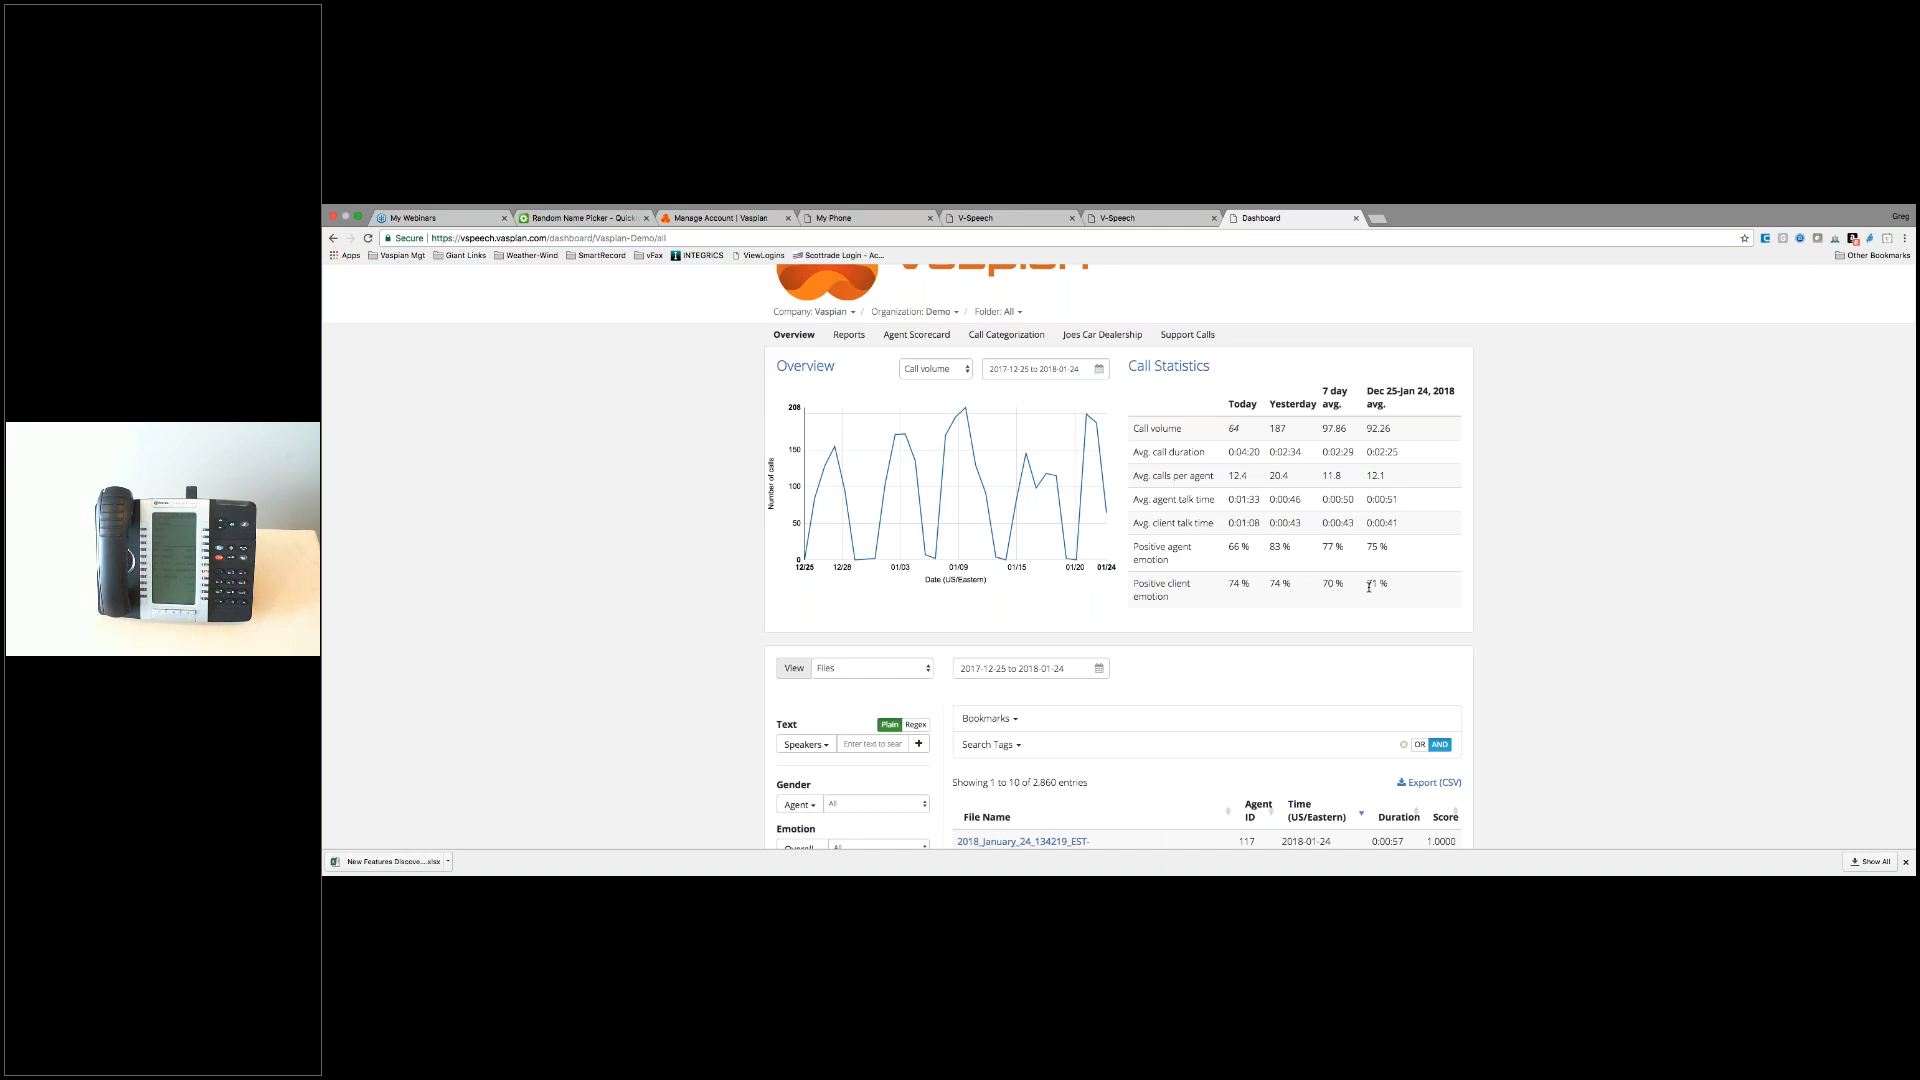 My Webinars
Random Name Picker - Quick
Manage Account | Vaspian
My Phone
V-Speech
V-Speech
Dashboard
Greg
Secure
https://vspeech.vaspian.com/dashboard/Vaspian-Demo/all
Apps
Vaspian Mgt
Giant Links
Weather-Wind
SmartRecord
vFax
INTEGRICS
ViewLogins
Scottrade Login - Ac...
Other Bookmarks
Company: Vaspian / Organization: Demo / Folder: All
Overview
Reports
Agent Scorecard
Call Categorization
Joes Car Dealership
Support Calls
Overview
Call volume
2017-12-25 to 2018-01-24
208
150
100
50
0
Number of calls
12/25 12/28 01/03 01/09 01/15 01/20 01/24
Date (US/Eastern)
Call Statistics
Today Yesterday 7 day avg. Dec 25-Jan 24, 2018 avg.
Call volume 64 187 97.86 92.26
Avg. call duration 0:04:20 0:02:34 0:02:29 0:02:25
Avg. calls per agent 12.4 20.4 11.8 12.1
Avg. agent talk time 0:01:33 0:00:46 0:00:50 0:00:51
Avg. client talk time 0:01:08 0:00:43 0:00:43 0:00:41
Positive agent emotion 66 % 83 % 77 % 75 %
Positive client emotion 74 % 74 % 70 % 71 %
View Files
2017-12-25 to 2018-01-24
Text
Plain Regex
Speakers
Enter text to sear
Gender
Agent
All
Emotion
Bookmarks
Search Tags
OR AND
Showing 1 to 10 of 2,860 entries
Export (CSV)
File Name
Agent ID
Time (US/Eastern)
Duration
Score
2018_January_24_134219_EST-
117
2018-01-24
0:00:57
1.0000
New Features Discove....xlsx
Show All